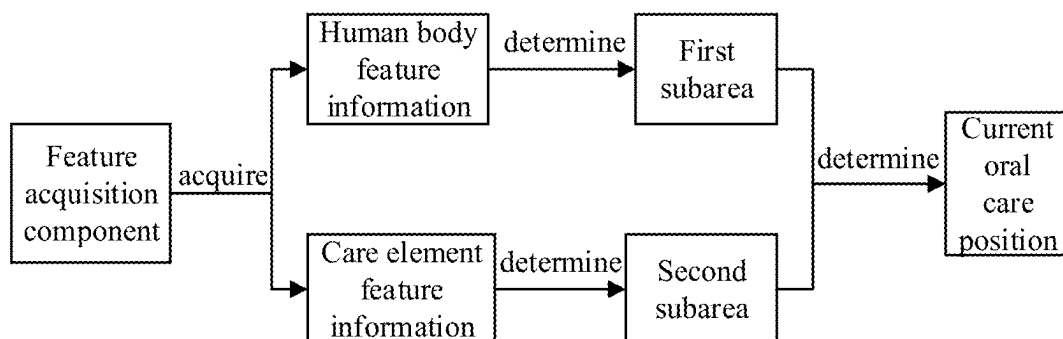 Feature
acquisition
component
acquire
Human body
feature
information
determine
First
subarea
Care element
feature
information
determine
Second
subarea
determine
Current
oral
care
position